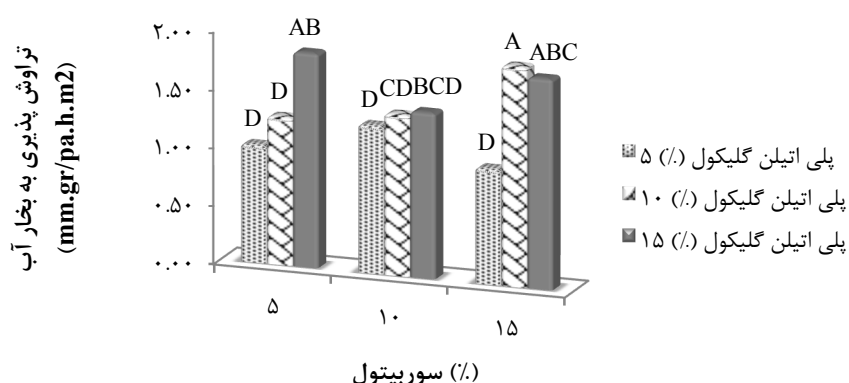 تراوش پذیری به بخار آب
(mm.gr/pa.h.m2)
۲.۰۰
۱.۵۰
۱.۰۰
۰.۵۰
۰.۰۰
D D AB
D CD BCD
D A ABC
۵ ۱۰ ۱۵
سوربیتول (٪)
پلی اتیلن گلیکول (٪) ۵
پلی اتیلن گلیکول (٪) ۱۰
پلی اتیلن گلیکول (٪) ۱۵